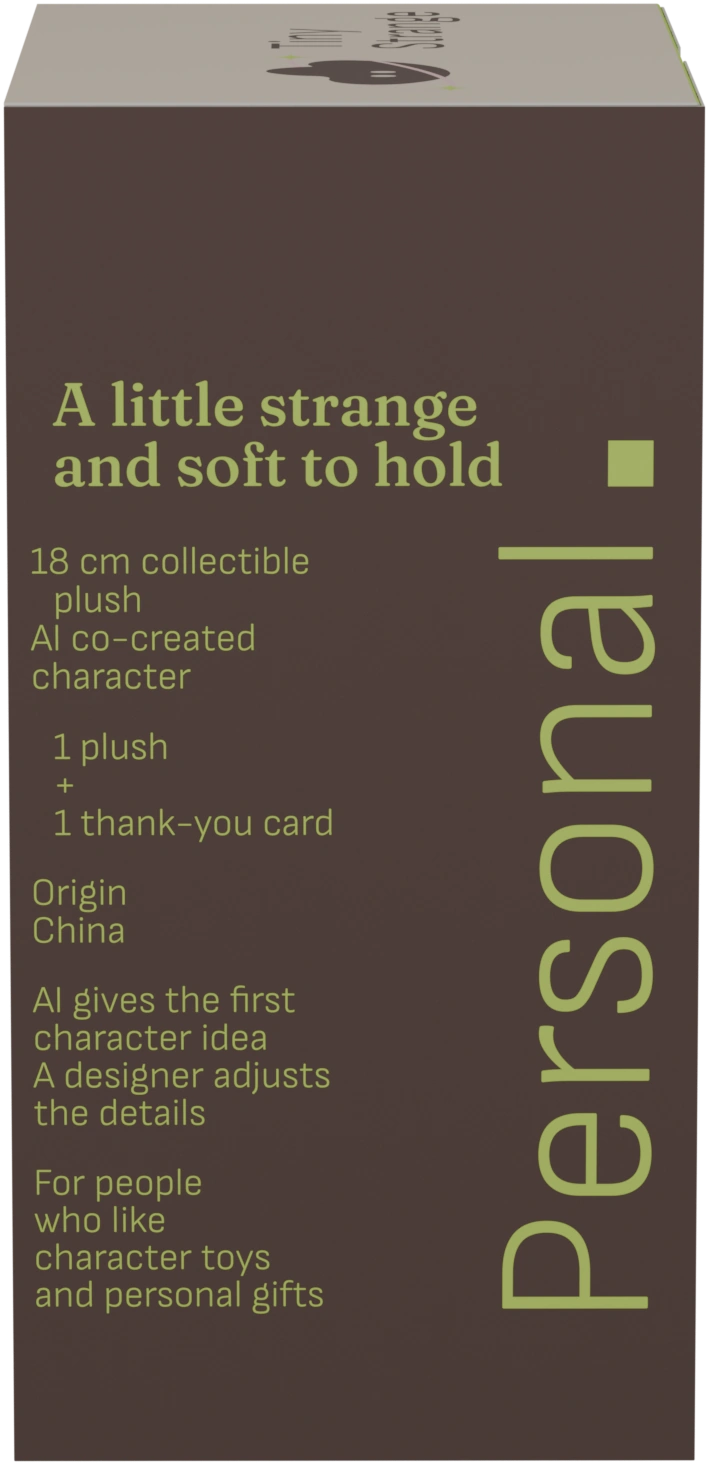 Tiny
Strange
A little strange
and soft to hold
18 cm collectible
plush
AI co-created
character
1 plush
+
1 thank-you card
Origin
China
AI gives the first
character idea
A designer adjusts
the details
For people
who like
character toys
and personal gifts
Personal.